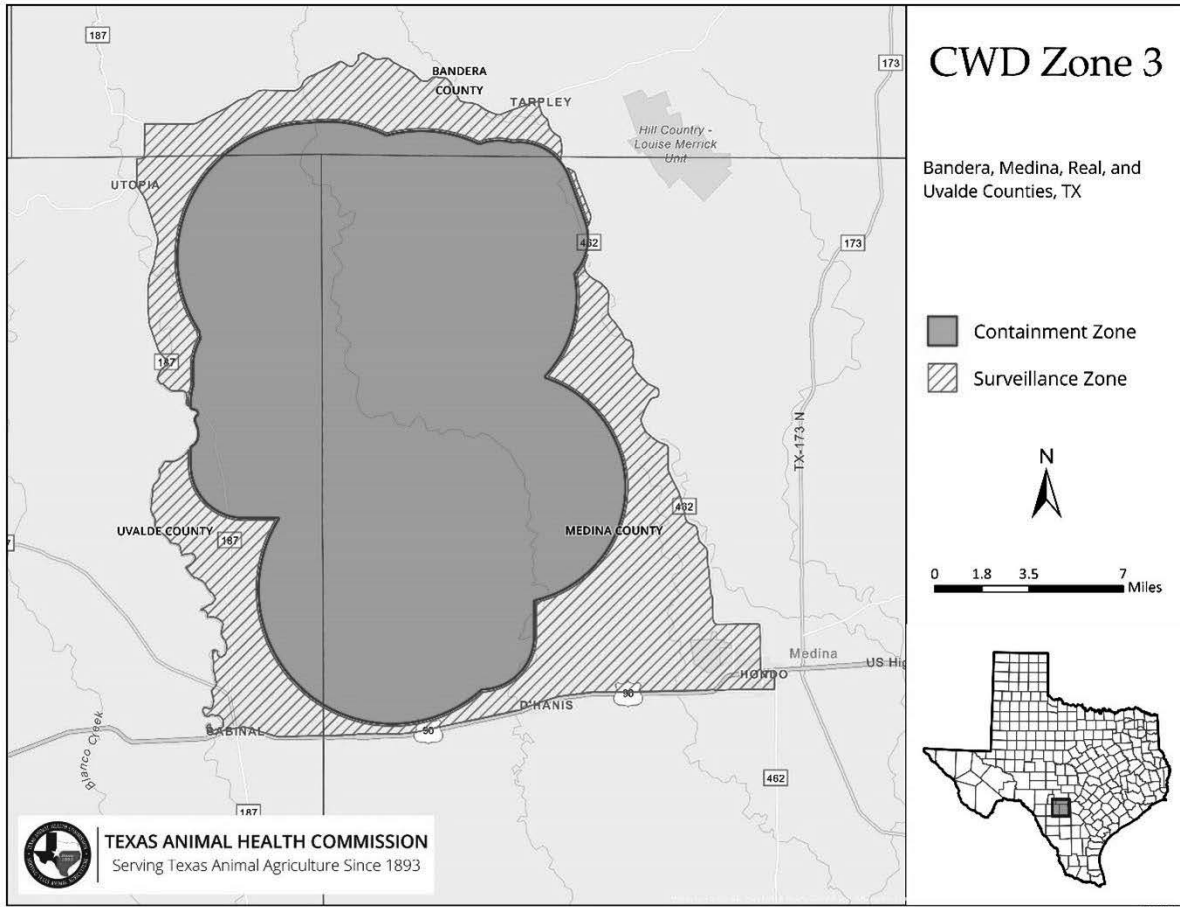 187
BANDERA
COUNTY
TARPLEY
173
Hill Country -
Louise Merrick
Unit
UTOPIA
462
173
187
TX-173 N
462
UVALDE COUNTY
187
MEDINA COUNTY
Medina
HONDO
US Hig
90
D'HANIS
SABINAL
90
Blanco Creek
462
187
TEXAS ANIMAL HEALTH COMMISSION
Serving Texas Animal Agriculture Since 1893
CWD Zone 3
Bandera, Medina, Real, and
Uvalde Counties, TX
Containment Zone
Surveillance Zone
N
0 1.8 3.5 7
Miles